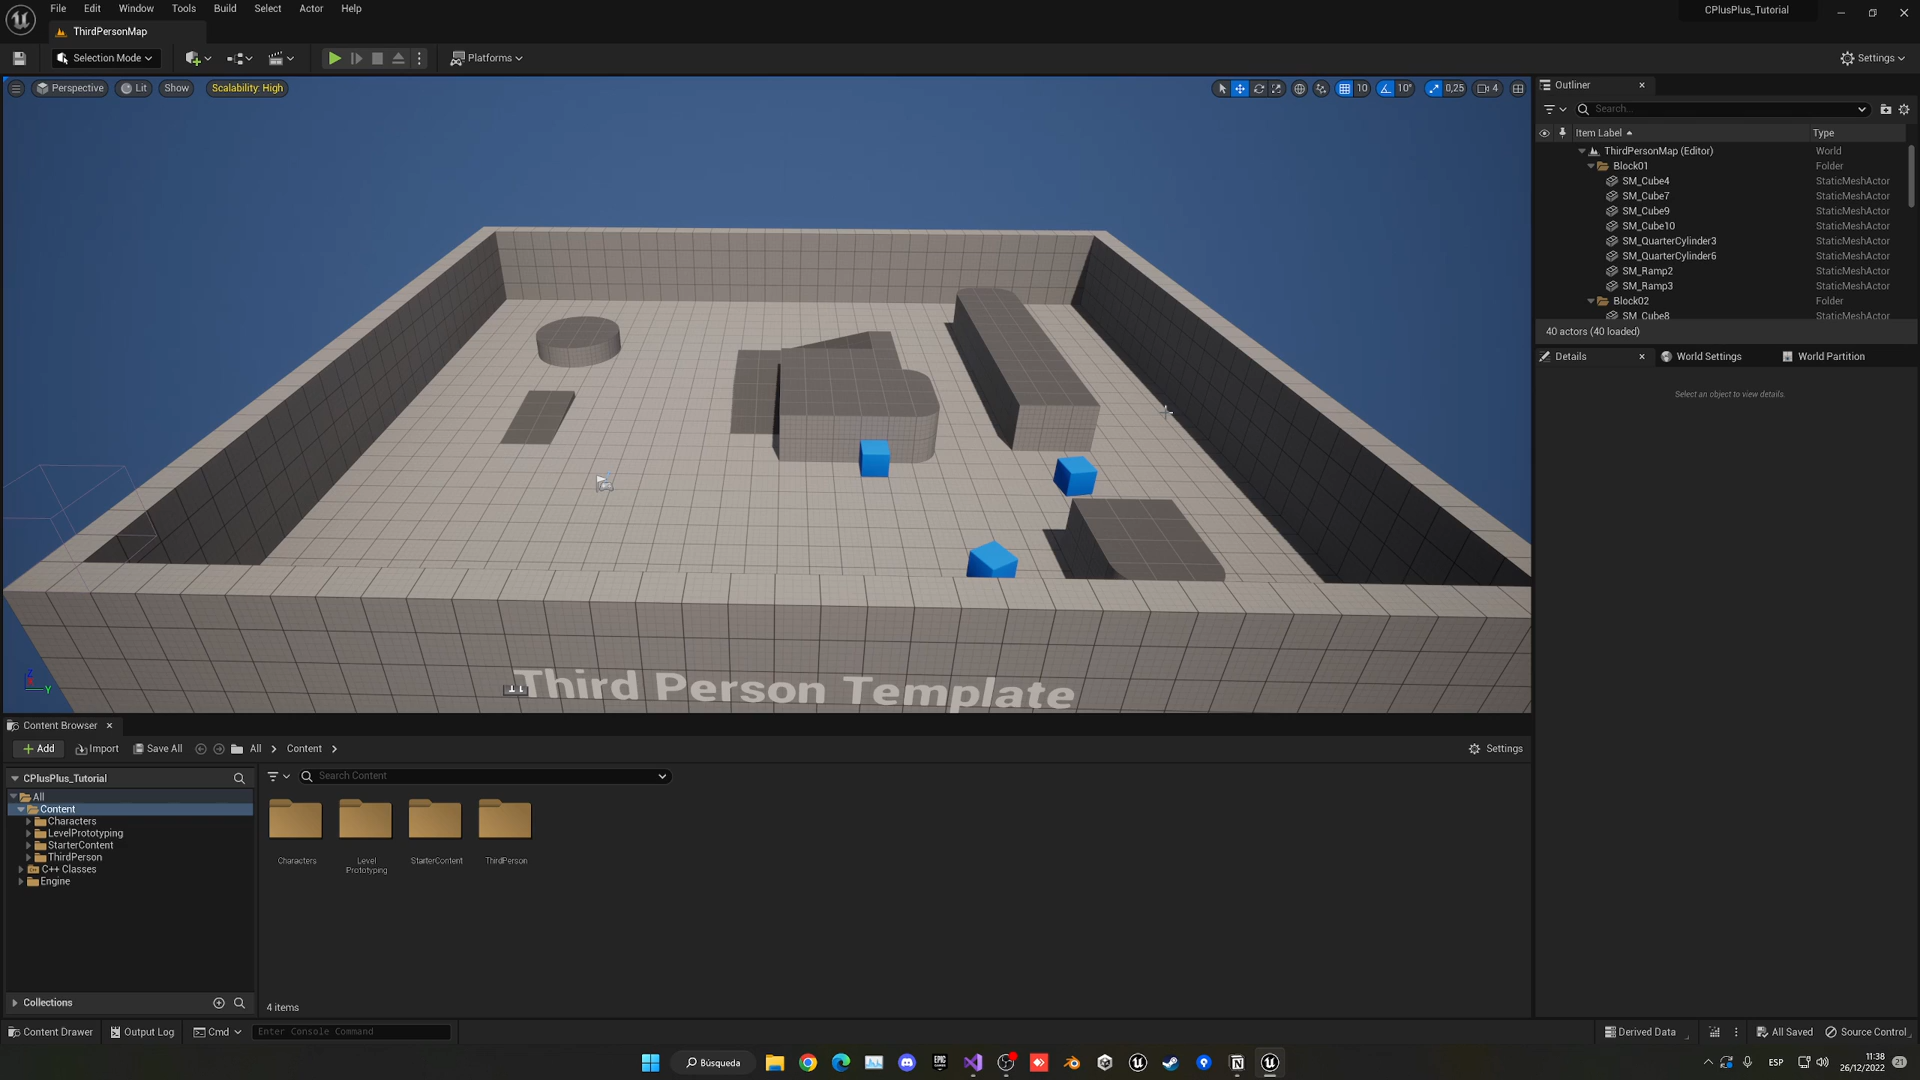 File Edit Window Tools Build Select Actor Help
CPlusPlus_Tutorial
ThirdPersonMap
Selection Mode
Platforms
Settings
Perspective Lit Show Scalability: High
10 10° 0,25 4
Outliner
Search...
Item Label Type
ThirdPersonMap (Editor) World
Block01 Folder
SM_Cube4 StaticMeshActor
SM_Cube7 StaticMeshActor
SM_Cube9 StaticMeshActor
SM_Cube10 StaticMeshActor
SM_QuarterCylinder3 StaticMeshActor
SM_QuarterCylinder6 StaticMeshActor
SM_Ramp2 StaticMeshActor
SM_Ramp3 StaticMeshActor
Block02 Folder
SM_Cube8 StaticMeshActor
40 actors (40 loaded)
Details World Settings World Partition
Select an object to view details.
Third Person Template
Z
Y
Content Browser
Add Import Save All All Content Settings
CPlusPlus_Tutorial
Search Content
All
Content
Characters
LevelPrototyping
StarterContent
ThirdPerson
C++ Classes
Engine
Characters
Level
Prototyping
StarterContent
ThirdPerson
Collections
4 items
Content Drawer Output Log Cmd Enter Console Command
Derived Data All Saved Source Control
Búsqueda
EPIC
ESP
11:38
26/12/2022
21